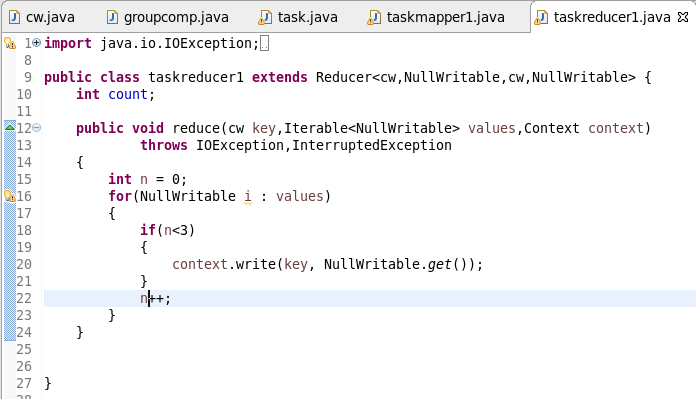 cw.java groupcomp.java task.java taskmapper1.java taskreducer1.java
1 import java.io.IOException;
8
9 public class taskreducer1 extends Reducer<cw,NullWritable,cw,NullWritable> {
10 int count;
11
12 public void reduce(cw key,Iterable<NullWritable> values,Context context)
13 throws IOException,InterruptedException
14 {
15 int n = 0;
16 for(NullWritable i : values)
17 {
18 if(n<3)
19 {
20 context.write(key, NullWritable.get());
21 }
22 n++;
23 }
24 }
25
26
27 }